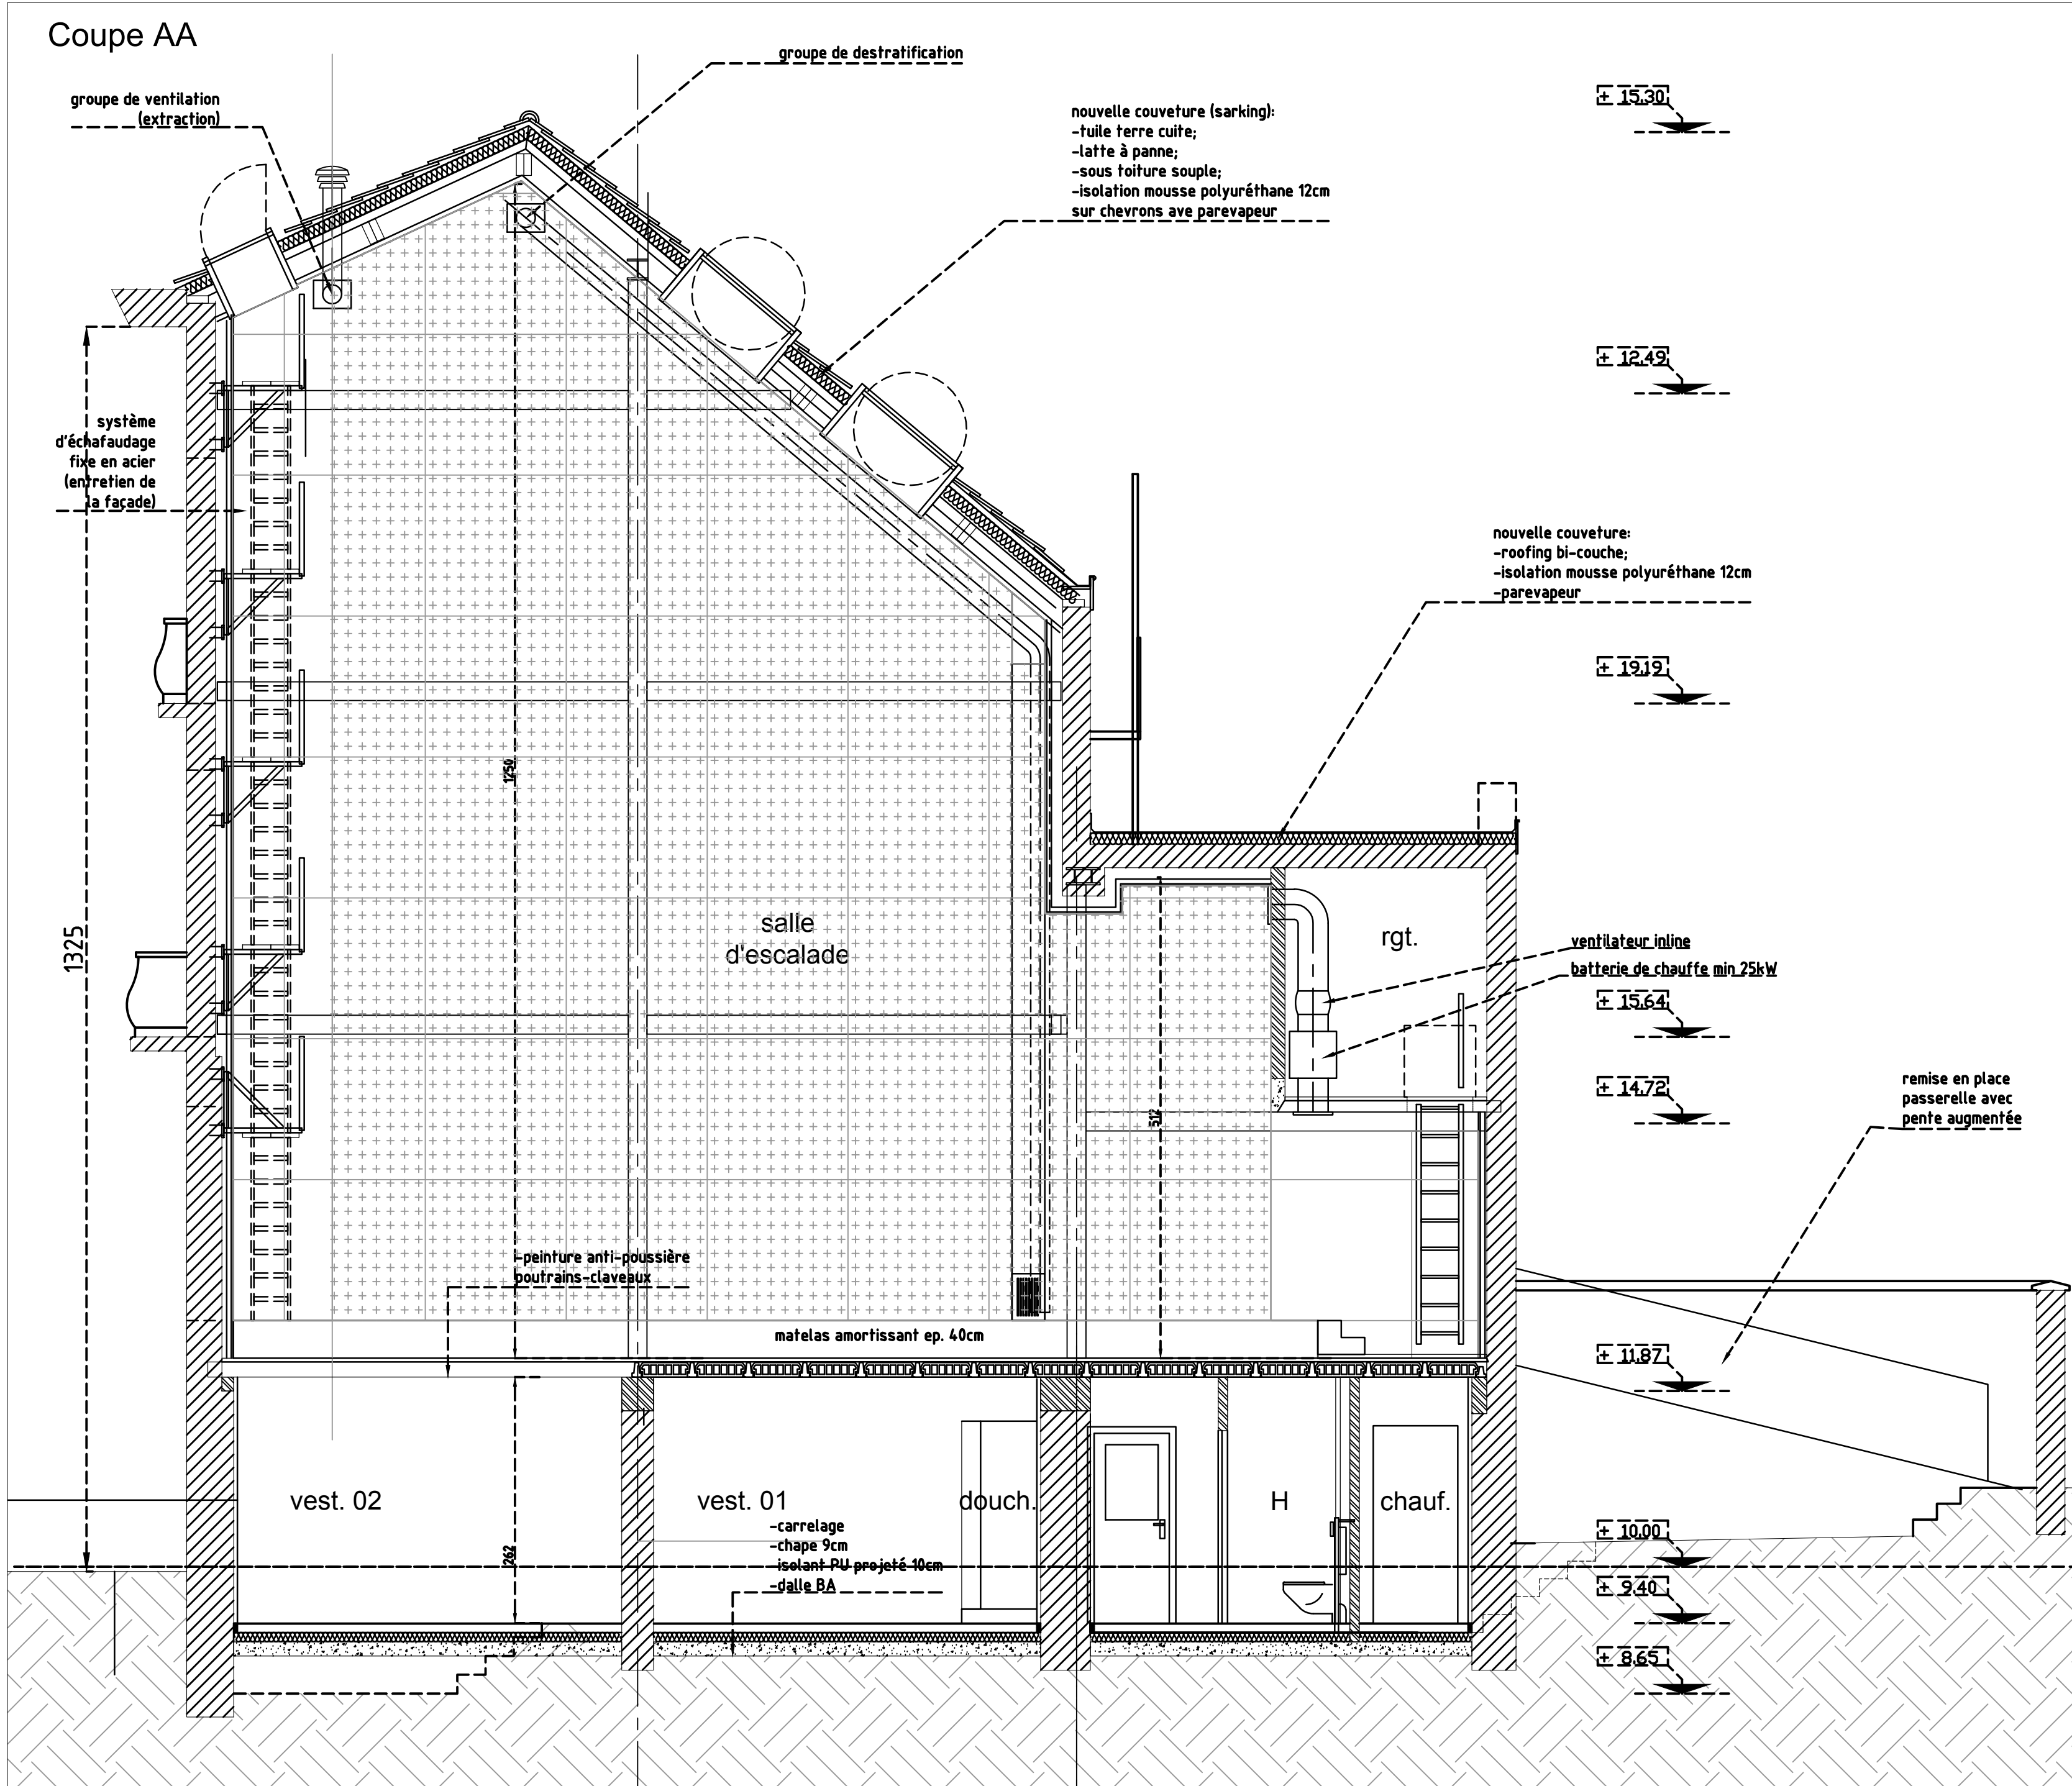 Coupe AA
groupe de destratification
groupe de ventilation
(extraction)
nouvelle couveture (sarking):
-tuile terre cuite;
-latte à panne;
-sous toiture souple;
-isolation mousse polyuréthane 12cm
sur chevrons ave parevapeur
+ 15.30
+ 12.49
système
d'échafaudage
fixe en acier
(entretien de
la façade)
nouvelle couveture:
-roofing bi-couche;
-isolation mousse polyuréthane 12cm
-parevapeur
+ 19.19
1250
1325
salle
d'escalade
rgt.
ventilateur inline
batterie de chauffe min 25kW
+ 15.64
+ 14.72
512
remise en place
passerelle avec
pente augmentée
-peinture anti-poussière
poutrains-claveaux
matelas amortissant ep. 40cm
+ 11.87
vest. 02
vest. 01
douch.
H
chauf.
262
-carrelage
-chape 9cm
-isolant PU projeté 10cm
-dalle BA
+ 10.00
+ 9.40
+ 8.65